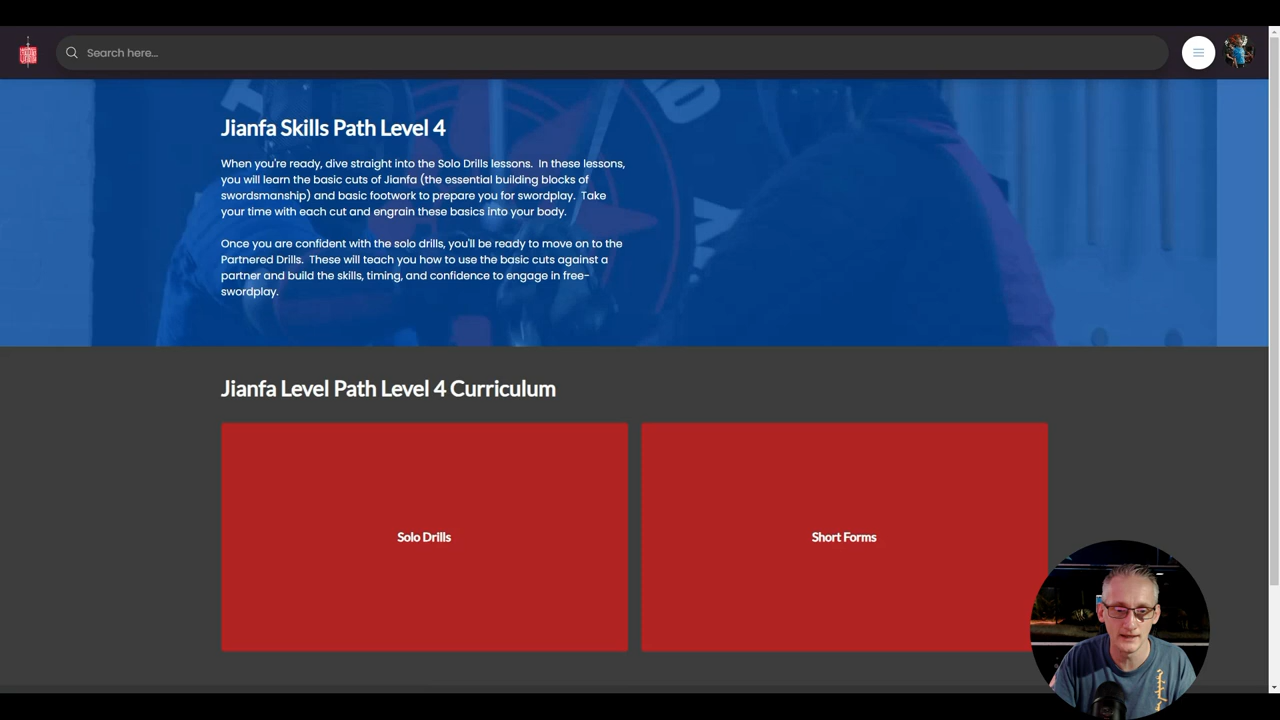 Search here...
Jianfa Skills Path Level 4
When you're ready, dive straight into the Solo Drills lessons. In these lessons,
you will learn the basic cuts of Jianfa (the essential building blocks of
swordsmanship) and basic footwork to prepare you for swordplay. Take
your time with each cut and engrain these basics into your body.
Once you are confident with the solo drills, you'll be ready to move on to the
Partnered Drills. These will teach you how to use the basic cuts against a
partner and build the skills, timing, and confidence to engage in free-
swordplay.
Jianfa Level Path Level 4 Curriculum
Solo Drills
Short Forms